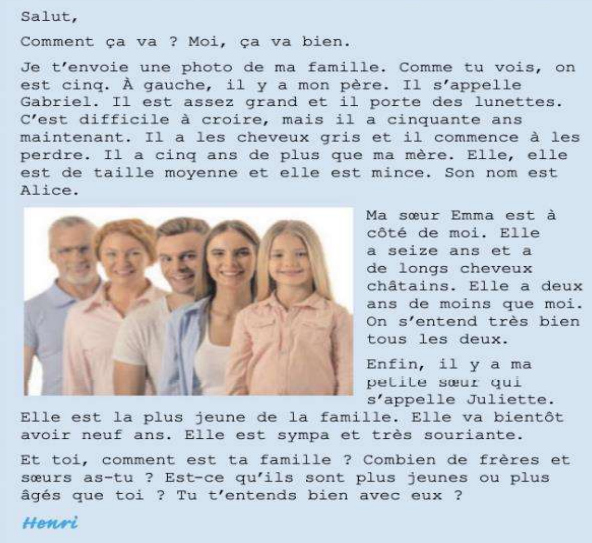 Salut,
Comment ça va ? Moi, ça va bien.
Je t'envoie une photo de ma famille. Comme tu vois, on
est cinq. À gauche, il y a mon père. Il s'appelle
Gabriel. Il est assez grand et il porte des lunettes.
C'est difficile à croire, mais il a cinquante ans
maintenant. Il a les cheveux gris et il commence à les
perdre. Il a cinq ans de plus que ma mère. Elle, elle
est de taille moyenne et elle est mince. Son nom est
Alice.
Ma sœur Emma est à
côté de moi. Elle
a seize ans et a
de longs cheveux
châtains. Elle a deux
ans de moins que moi.
On s'entend très bien
tous les deux.
Enfin, il y a ma
petite sœur qui
s'appelle Juliette.
Elle est la plus jeune de la famille. Elle va bientôt
avoir neuf ans. Elle est sympa et très souriante.
Et toi, comment est ta famille ? Combien de frères et
sœurs as-tu ? Est-ce qu'ils sont plus jeunes ou plus
âgés que toi ? Tu t'entends bien avec eux ?
Henri